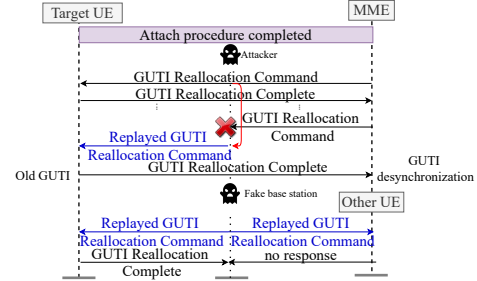 Target UE
MME
Attach procedure completed
Attacker
GUTI Reallocation Command
GUTI Reallocation Complete
GUTI Reallocation
Command
Replayed GUTI
Reallocation Command
GUTI Reallocation Complete
Old GUTI
GUTI
desynchronization
Fake base station
Other UE
Replayed GUTI
Replayed GUTI
Reallocation Command
Reallocation Command
GUTI Reallocation
no response
Complete